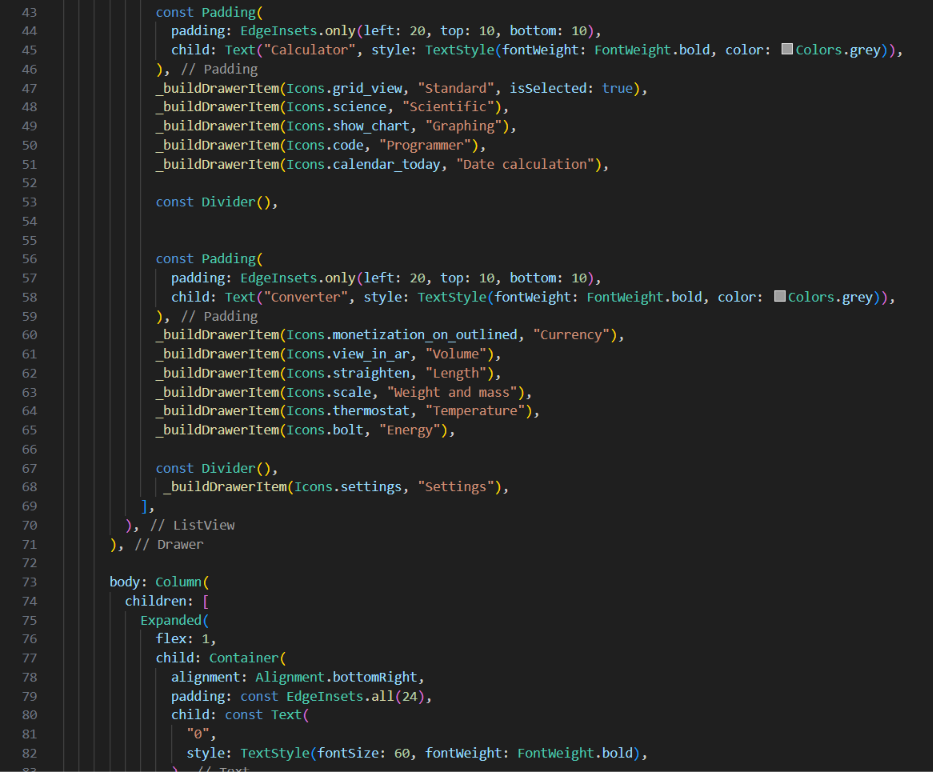 43 const Padding(
44 padding: EdgeInsets.only(left: 20, top: 10, bottom: 10),
45 child: Text("Calculator", style: TextStyle(fontWeight: FontWeight.bold, color: Colors.grey)),
46 ), // Padding
47 _buildDrawerItem(Icons.grid_view, "Standard", isSelected: true),
48 _buildDrawerItem(Icons.science, "Scientific"),
49 _buildDrawerItem(Icons.show_chart, "Graphing"),
50 _buildDrawerItem(Icons.code, "Programmer"),
51 _buildDrawerItem(Icons.calendar_today, "Date calculation"),
52
53 const Divider(),
54
55
56 const Padding(
57 padding: EdgeInsets.only(left: 20, top: 10, bottom: 10),
58 child: Text("Converter", style: TextStyle(fontWeight: FontWeight.bold, color: Colors.grey)),
59 ), // Padding
60 _buildDrawerItem(Icons.monetization_on_outlined, "Currency"),
61 _buildDrawerItem(Icons.view_in_ar, "Volume"),
62 _buildDrawerItem(Icons.straighten, "Length"),
63 _buildDrawerItem(Icons.scale, "Weight and mass"),
64 _buildDrawerItem(Icons.thermostat, "Temperature"),
65 _buildDrawerItem(Icons.bolt, "Energy"),
66
67 const Divider(),
68 _buildDrawerItem(Icons.settings, "Settings"),
69 ],
70 ), // ListView
71 ), // Drawer
72
73 body: Column(
74 children: [
75 Expanded(
76 flex: 1,
77 child: Container(
78 alignment: Alignment.bottomRight,
79 padding: const EdgeInsets.all(24),
80 child: const Text(
81 "0",
82 style: TextStyle(fontSize: 60, fontWeight: FontWeight.bold),
83 ), // Text